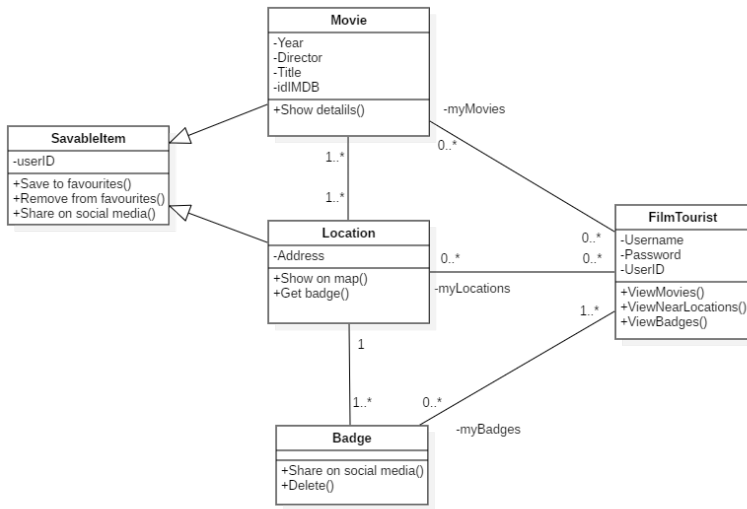 Movie
-Year
-Director
-Title
-idIMDB
+Show detalils()
-myMovies
0..*
SavableItem
-userID
+Save to favourites()
+Remove from favourites()
+Share on social media()
1..*
1..*
Location
-Address
+Show on map()
+Get badge()
FilmTourist
-Username
-Password
-UserID
+ViewMovies()
+ViewNearLocations()
+ViewBadges()
0..*
0..*
0..*
-myLocations
1..*
1
1..*
0..*
-myBadges
Badge
+Share on social media()
+Delete()